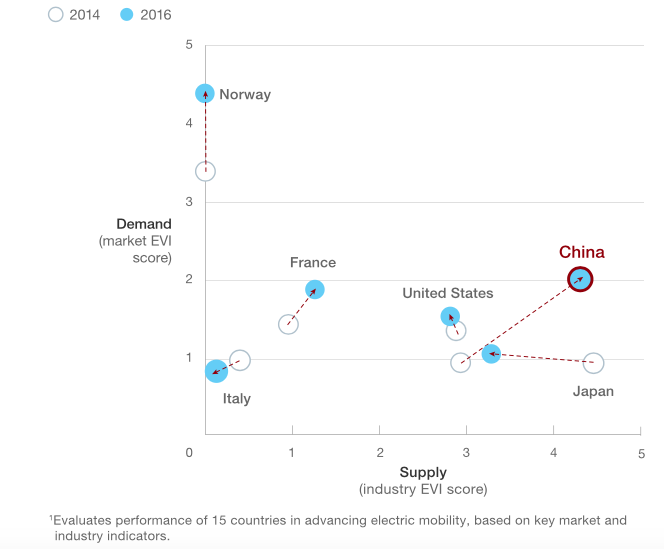 2014 2016
5
Norway
4
3
Demand
(market EVI
score)
China
France
2
United States
1
Japan
Italy
0 1 2 3 4 5
Supply
(industry EVI score)
¹Evaluates performance of 15 countries in advancing electric mobility, based on key market and
industry indicators.